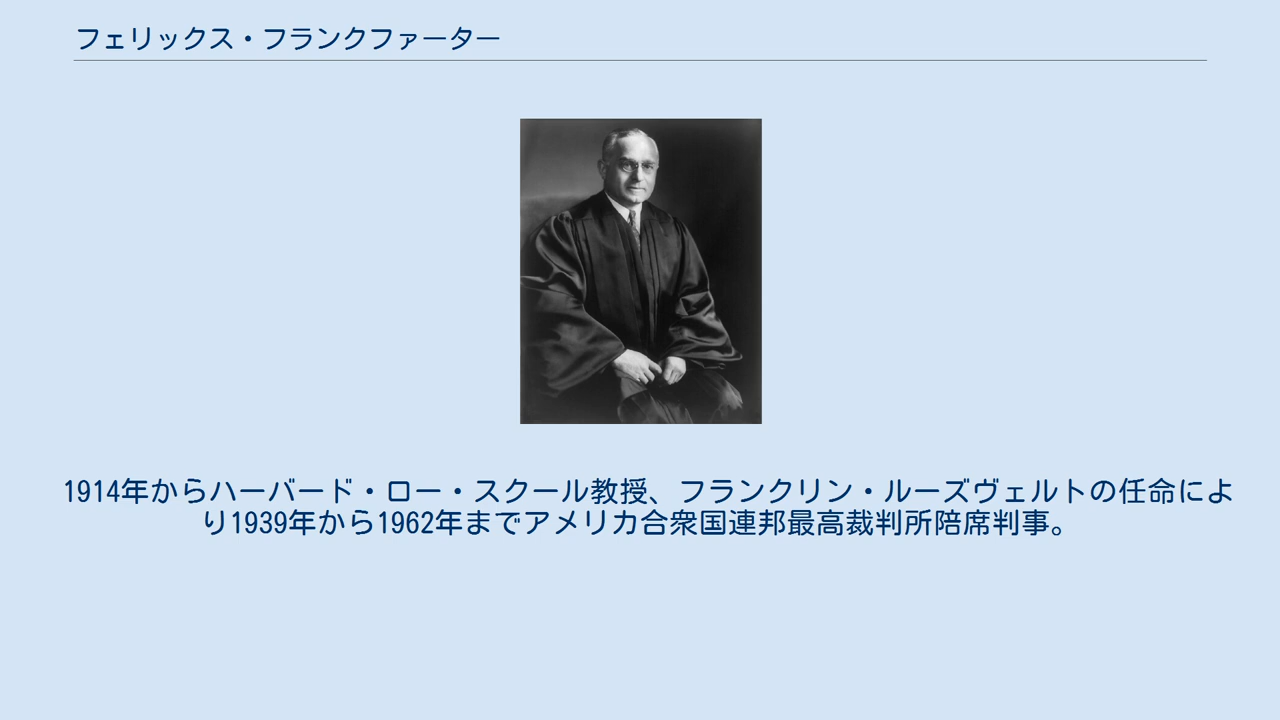 フェリックス・フランクファーター
1914年からハーバード・ロー・スクール教授、フランクリン・ルーズヴェルトの任命によ
り1939年から1962年までアメリカ合衆国連邦最高裁判所陪席判事。